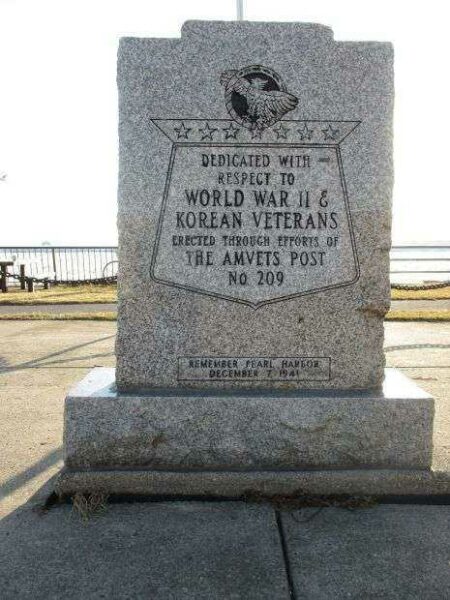 DEDICATED WITH
RESPECT TO
WORLD WAR II &
KOREAN VETERANS
ERECTED THROUGH EFFORTS OF
THE AMVETS POST
NO 209
REMEMBER PEARL HARBOR
DECEMBER 7, 1941